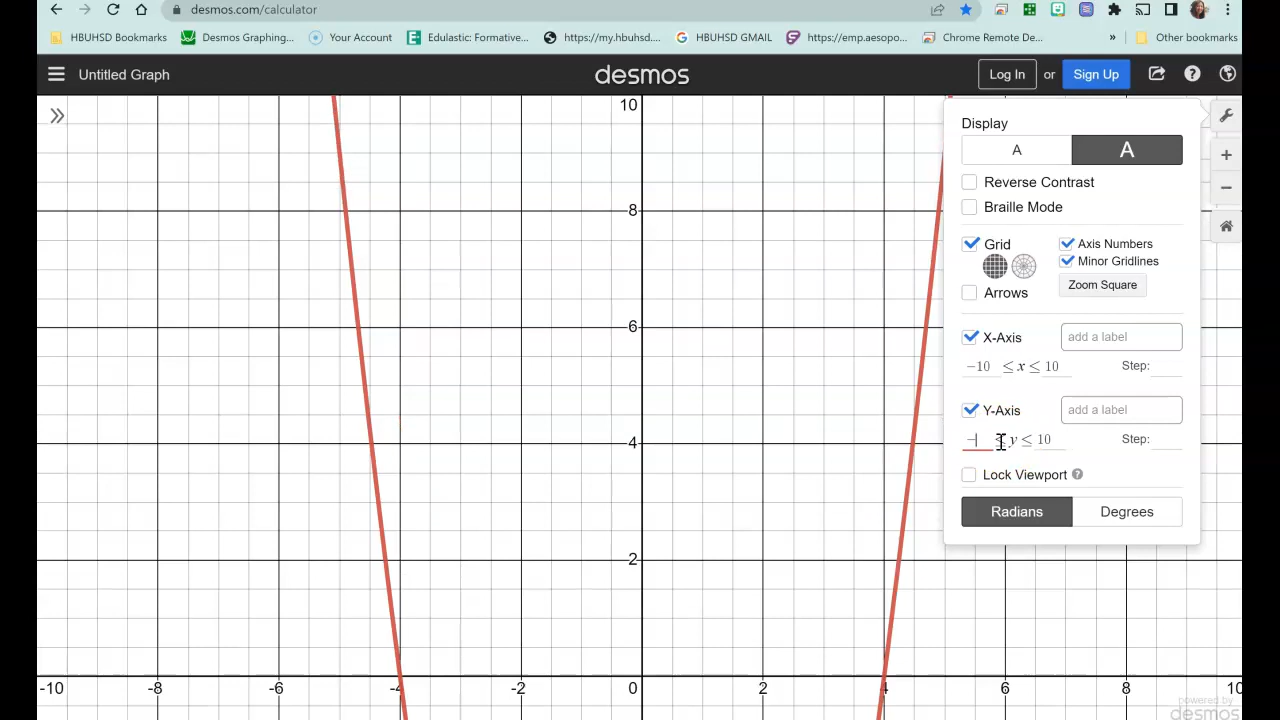 desmos.com/calculator
HBUHSD Bookmarks Desmos Graphing... Your Account Edulastic: Formative... https://my.hbuhsd.... HBUHSD GMAIL https://emp.aesopo... Chrome Remote De... » Other bookmarks
Untitled Graph desmos Log In or Sign Up
Display
A A
Reverse Contrast
Braille Mode
Grid Axis Numbers
Minor Gridlines
Zoom Square
Arrows
X-Axis add a label
−10 ≤ x ≤ 10 Step:
Y-Axis add a label
− ≤ y ≤ 10 Step:
Lock Viewport ?
Radians Degrees
10
8
6
4
2
-10 -8 -6 -4 -2 0 2 4 6 8 10
powered by
desmos